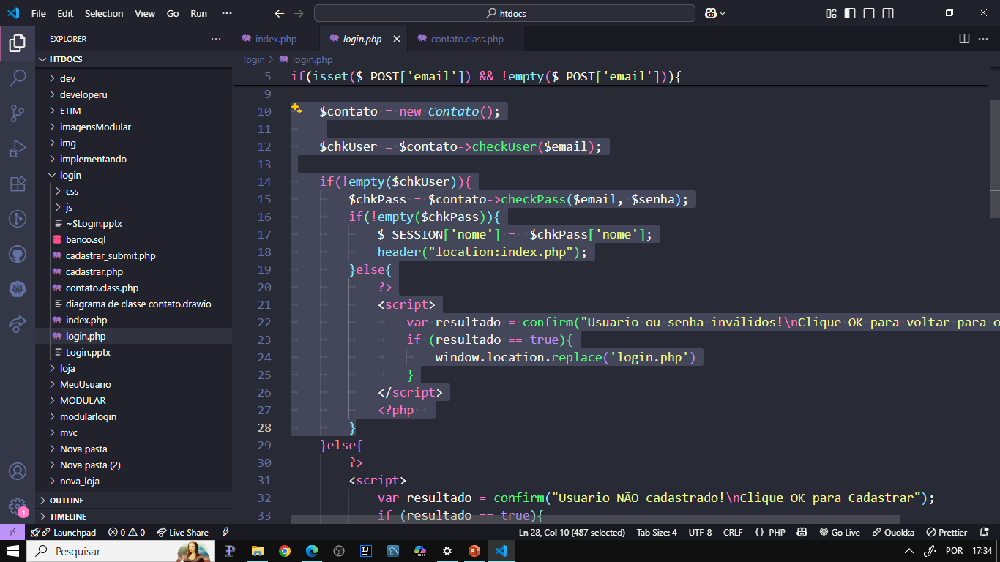 File Edit Selection View Go Run ··· htdocs
EXPLORER ···
HTDOCS
dev
developeru
ETIM
imagensModular
img
implementando
login
css
js
~$Login.pptx
banco.sql
cadastrar_submit.php
cadastrar.php
contato.class.php
diagrama de classe contato.drawio
index.php
login.php
Login.pptx
loja
MeuUsuario
MODULAR
modularlogin
mvc
Nova pasta
Nova pasta (2)
nova_loja
OUTLINE
TIMELINE
1
index.php login.php contato.class.php
login > login.php
5 if(isset($_POST['email']) && !empty($_POST['email'])){
9
10 $contato = new Contato();
11
12 $chkUser = $contato->checkUser($email);
13
14 if(!empty($chkUser)){
15 $chkPass = $contato->checkPass($email, $senha);
16 if(!empty($chkPass)){
17 $_SESSION['nome'] =  $chkPass['nome'];
18 header("location:index.php");
19 }else{
20 ?>
21 <script>
22 var resultado = confirm("Usuario ou senha inválidos!\nClique OK para voltar para o
23 if (resultado == true){
24 window.location.replace('login.php')
25 }
26 </script>
27 <?php
28 }
29 }else{
30 ?>
31 <script>
32 var resultado = confirm("Usuario NÃO cadastrado!\nClique OK para Cadastrar");
33 if (resultado == true){
Launchpad 0 0 Live Share Ln 28, Col 10 (487 selected) Tab Size: 4 UTF-8 CRLF {} PHP Go Live Quokka Prettier
Pesquisar POR 17:34